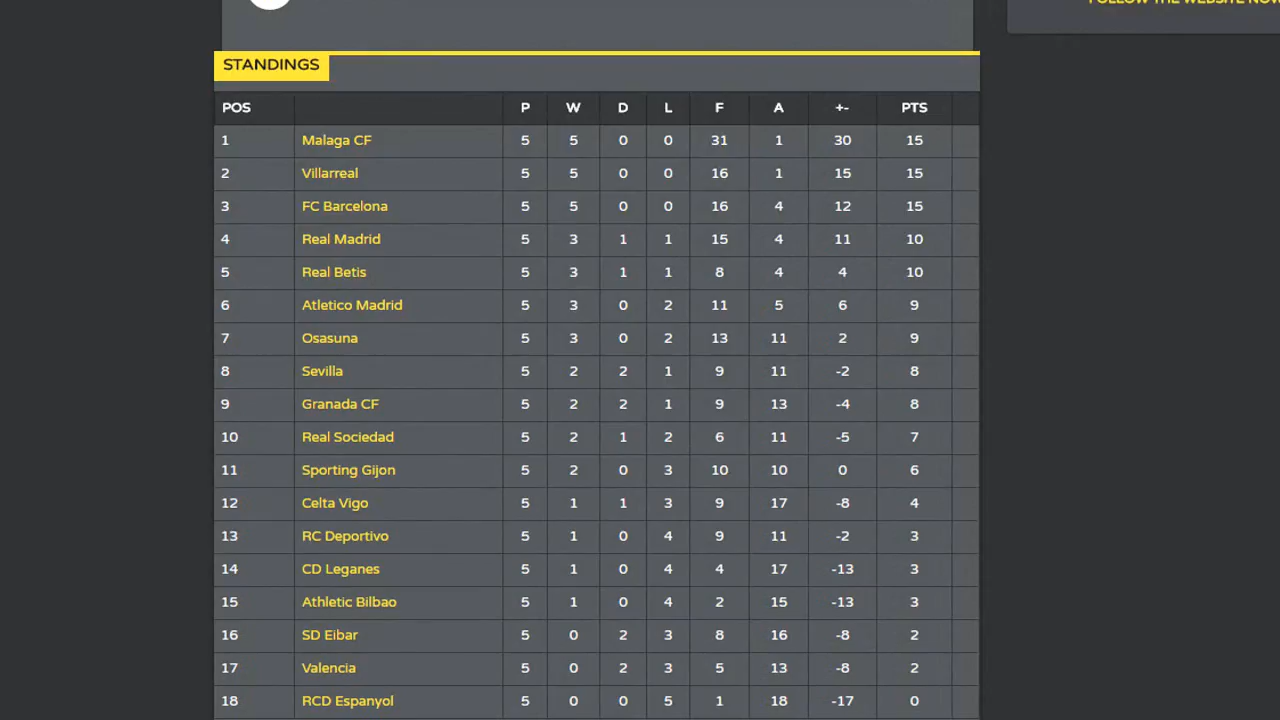 FOLLOW THE WEBSITE NOW
STANDINGS
POS P W D L F A +- PTS
1 Malaga CF 5 5 0 0 31 1 30 15
2 Villarreal 5 5 0 0 16 1 15 15
3 FC Barcelona 5 5 0 0 16 4 12 15
4 Real Madrid 5 3 1 1 15 4 11 10
5 Real Betis 5 3 1 1 8 4 4 10
6 Atletico Madrid 5 3 0 2 11 5 6 9
7 Osasuna 5 3 0 2 13 11 2 9
8 Sevilla 5 2 2 1 9 11 -2 8
9 Granada CF 5 2 2 1 9 13 -4 8
10 Real Sociedad 5 2 1 2 6 11 -5 7
11 Sporting Gijon 5 2 0 3 10 10 0 6
12 Celta Vigo 5 1 1 3 9 17 -8 4
13 RC Deportivo 5 1 0 4 9 11 -2 3
14 CD Leganes 5 1 0 4 4 17 -13 3
15 Athletic Bilbao 5 1 0 4 2 15 -13 3
16 SD Eibar 5 0 2 3 8 16 -8 2
17 Valencia 5 0 2 3 5 13 -8 2
18 RCD Espanyol 5 0 0 5 1 18 -17 0